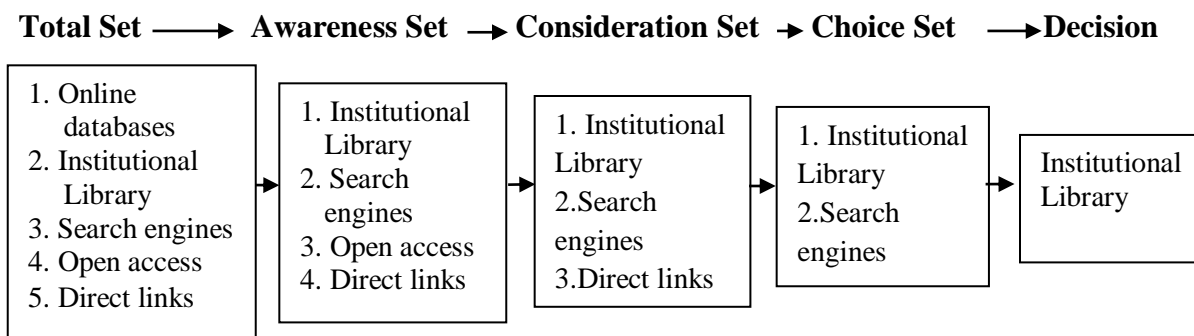 Total Set Awareness Set Consideration Set Choice Set Decision
1. Online
databases
2. Institutional
Library
3. Search engines
4. Open access
5. Direct links
1. Institutional
Library
2. Search
engines
3. Open access
4. Direct links
1. Institutional
Library
2.Search
engines
3.Direct links
1. Institutional
Library
2.Search
engines
Institutional
Library